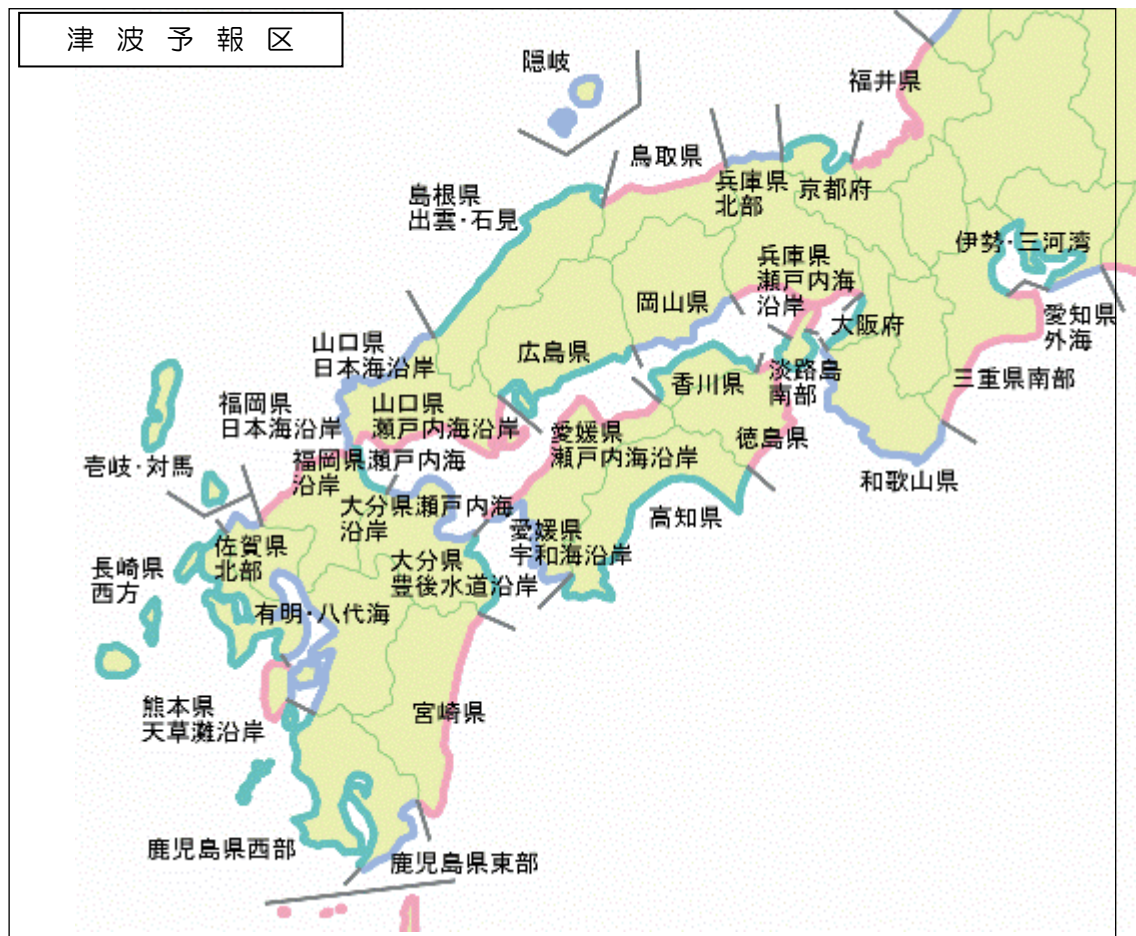 津波予報区
隠岐
福井県
鳥取県
兵庫県
北部
京都府
島根県
出雲・石見
伊勢・三河湾
兵庫県
瀬戸内海
沿岸
岡山県
大阪府
愛知県
外海
山口県
日本海沿岸
広島県
淡路島
南部
香川県
三重県南部
福岡県
日本海沿岸
山口県
瀬戸内海沿岸
愛媛県
瀬戸内海沿岸
徳島県
和歌山県
壱岐・対馬
福岡県瀬戸内海
沿岸
大分県瀬戸内海
沿岸
高知県
愛媛県
宇和海沿岸
佐賀県
北部
大分県
豊後水道沿岸
長崎県
西方
有明・八代海
熊本県
天草灘沿岸
宮崎県
鹿児島県西部
鹿児島県東部